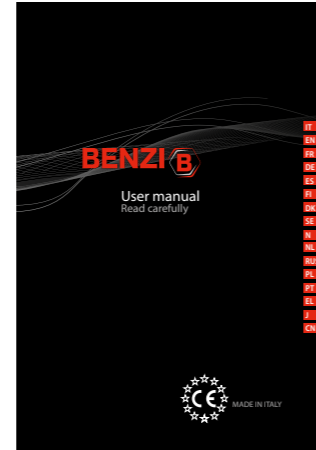 BENZI B
User manual
Read carefully
IT
EN
FR
DE
ES
FI
DK
SE
N
NL
RUS
PL
PT
EL
J
CN
CE
MADE IN ITALY